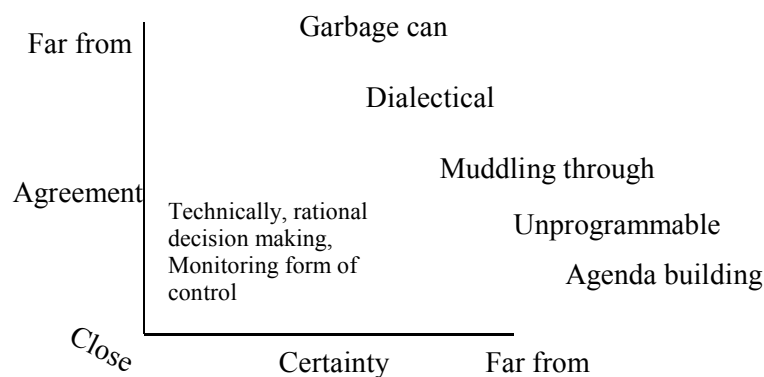 Garbage can
Far from
Dialectical
Muddling through
Agreement
Technically, rational
decision making,
Monitoring form of
control
Unprogrammable
Agenda building
Close
Certainty
Far from